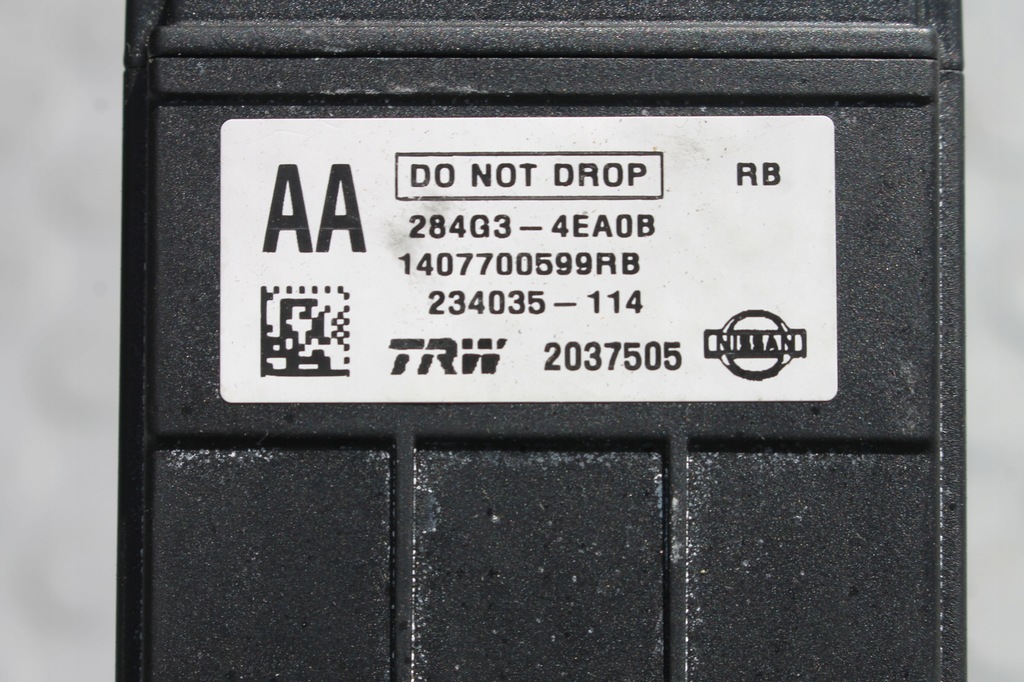 AA
DO NOT DROP
RB
284G3-4EA0B
1407700599RB
234035-114
TRW 2037505 NISSAN